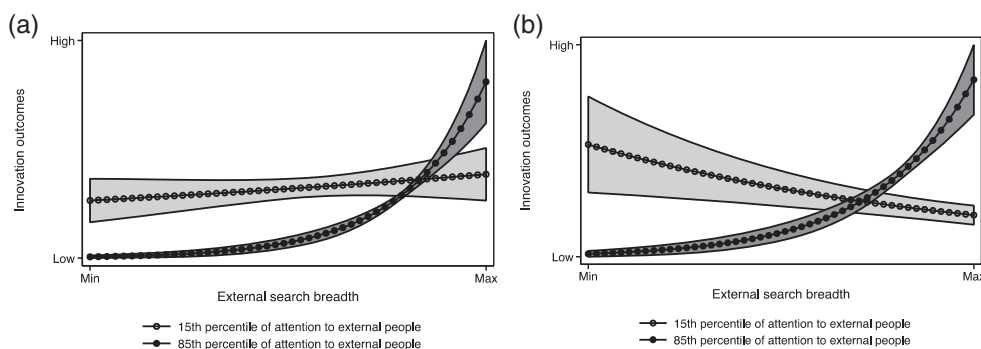 (a)
High
Innovation outcomes
Low
Min
Max
External search breadth
15th percentile of attention to external people
85th percentile of attention to external people
(b)
High
Innovation outcomes
Low
Min
Max
External search breadth
15th percentile of attention to external people
85th percentile of attention to external people